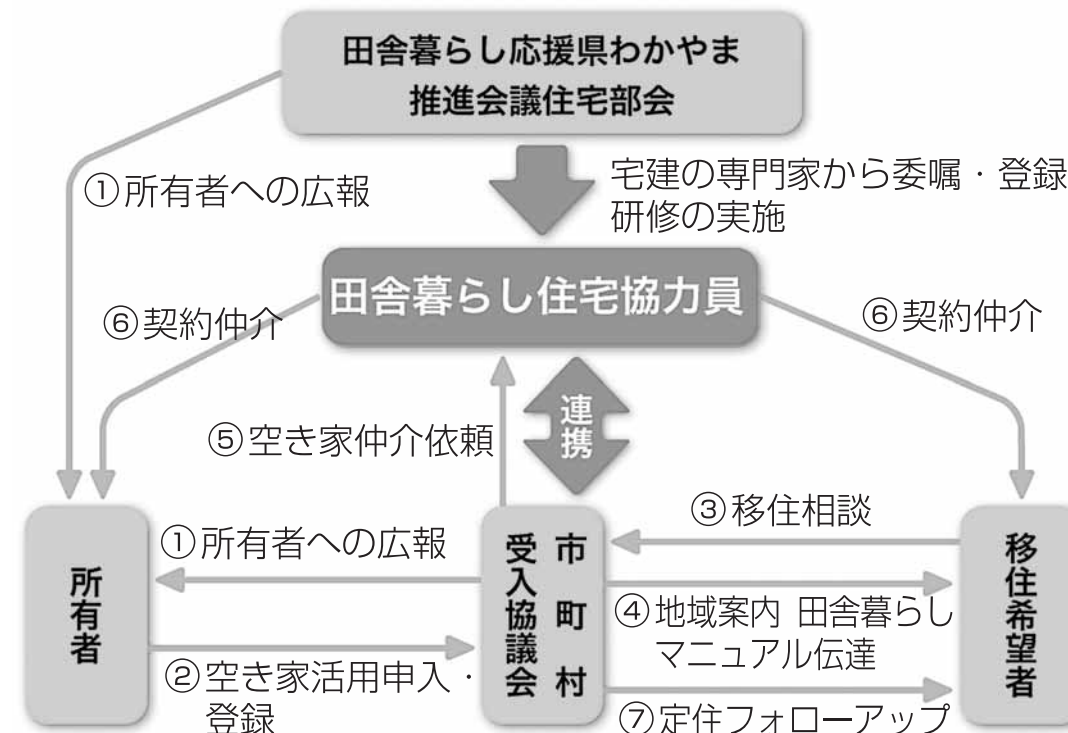 田舎暮らし応援県わかやま
推進会議住宅部会
①所有者への広報
宅建の専門家から委嘱・登録
研修の実施
田舎暮らし住宅協力員
⑥契約仲介
⑥契約仲介
連携
⑤空き家仲介依頼
③移住相談
①所有者への広報
所有者
市町村
受入協議会
移住希望者
④地域案内 田舎暮らし
マニュアル伝達
②空き家活用申入・
登録
⑦定住フォローアップ